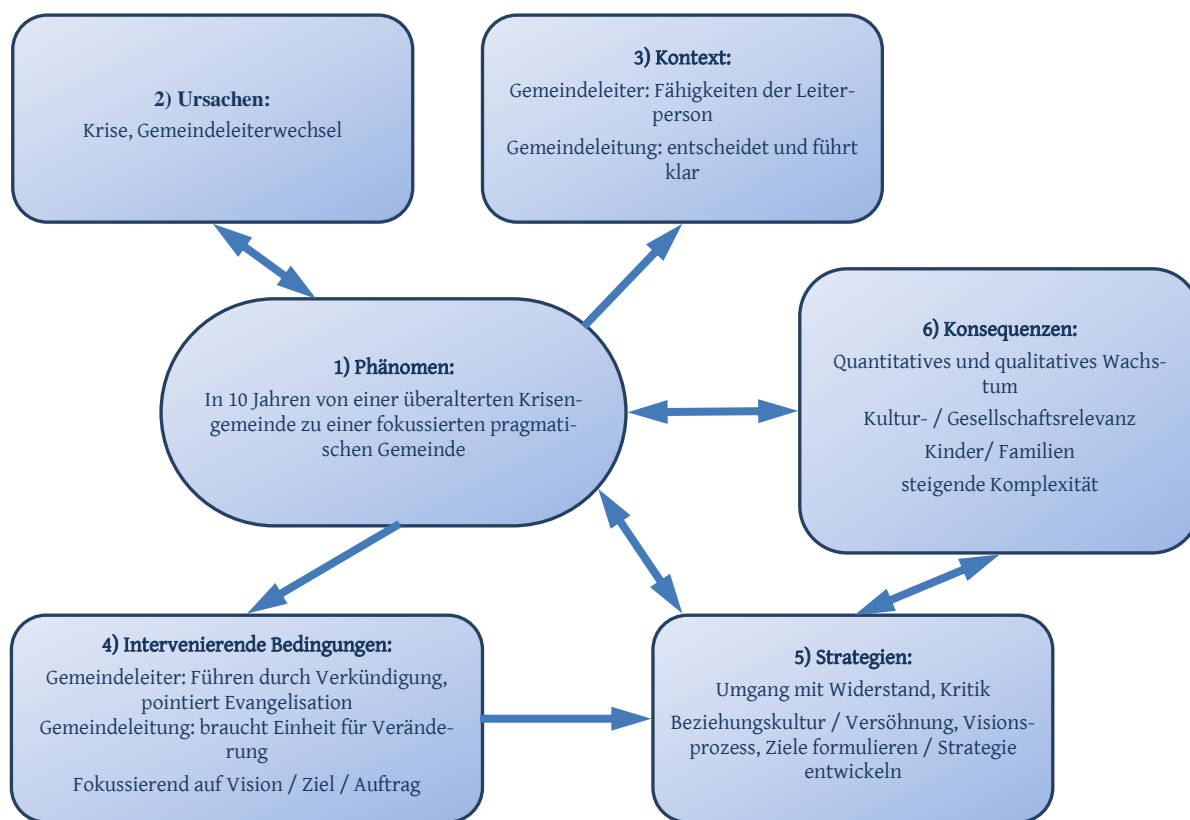 2) Ursachen:
Krise, Gemeindeleiterwechsel
3) Kontext:
Gemeindeleiter: Fähigkeiten der Leiter-
person
Gemeindeleitung: entscheidet und führt
klar
1) Phänomen:
In 10 Jahren von einer überalterten Krisen-
gemeinde zu einer fokussierten pragmati-
schen Gemeinde
6) Konsequenzen:
Quantitatives und qualitatives Wachs-
tum
Kultur- / Gesellschaftsrelevanz
Kinder/ Familien
steigende Komplexität
4) Intervenierende Bedingungen:
Gemeindeleiter: Führen durch Verkündigung,
pointiert Evangelisation
Gemeindeleitung: braucht Einheit für Verände-
rung
Fokussierend auf Vision / Ziel / Auftrag
5) Strategien:
Umgang mit Widerstand, Kritik
Beziehungskultur / Versöhnung, Visions-
prozess, Ziele formulieren / Strategie
entwickeln